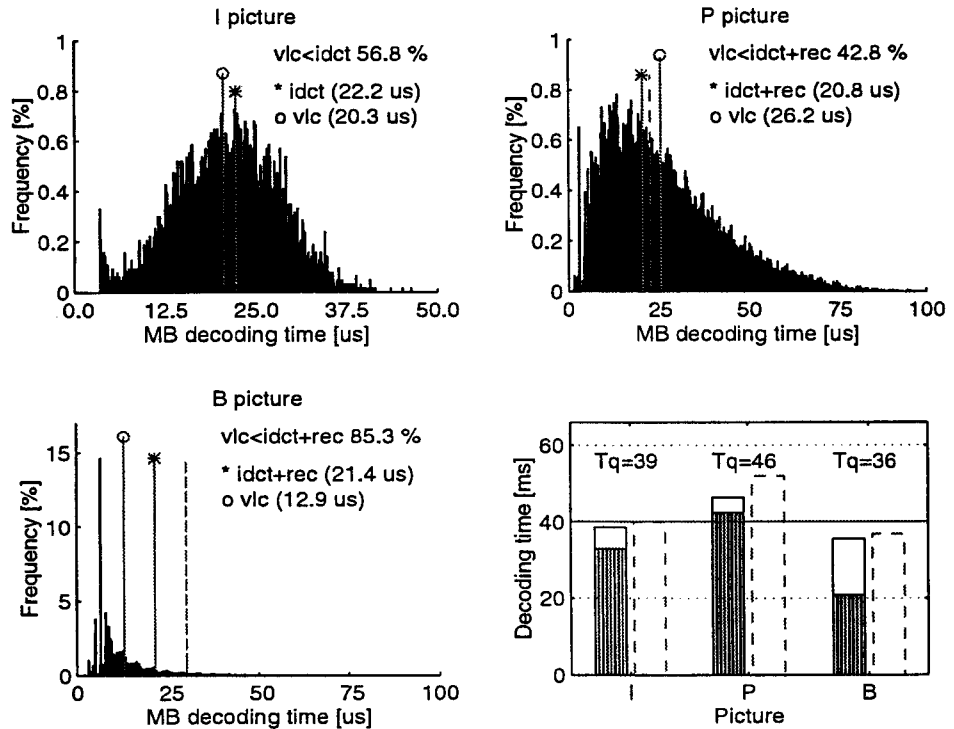 I picture
vlc<idct 56.8 %
* idct (22.2 us)
o vlc (20.3 us)
Frequency [%]
1
0.8
0.6
0.4
0.2
0
0.0
12.5
25.0
37.5
50.0
MB decoding time [us]
P picture
vlc<idct+rec 42.8 %
* idct+rec (20.8 us)
o vlc (26.2 us)
Frequency [%]
1
0.8
0.6
0.4
0.2
0
0
25
50
75
100
MB decoding time [us]
B picture
vlc<idct+rec 85.3 %
* idct+rec (21.4 us)
o vlc (12.9 us)
Frequency [%]
15
10
5
0
0
25
50
75
100
MB decoding time [us]
Decoding time [ms]
60
40
20
0
Tq=39
Tq=46
Tq=36
I
P
B
Picture